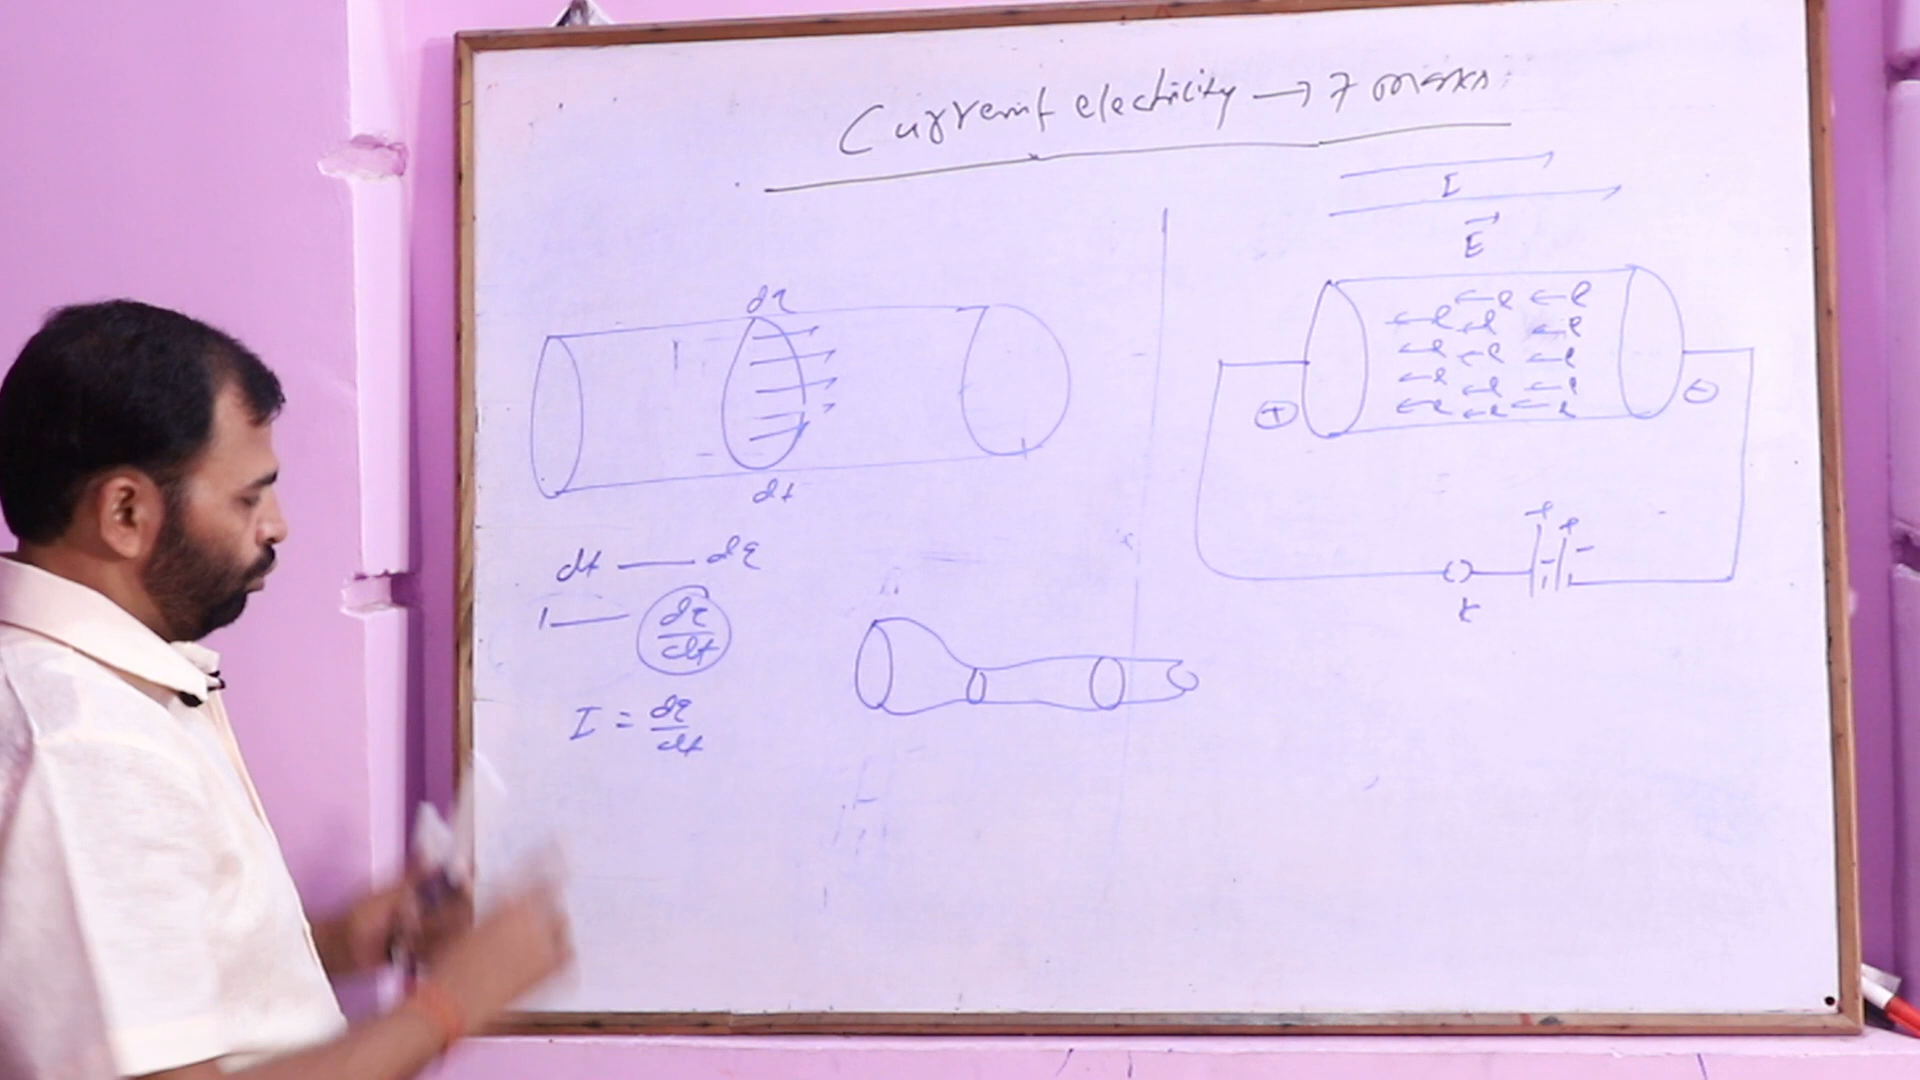 Current electricity → 7 marks
dq
dt
dt — dq
1 — dq/dt
I = dq/dt
I
E⃗
←e ←e
←e ←e ←e
←e ←e ←e
←e ←e ←e
←e ←e ←e
+
-
+ +
- -
K